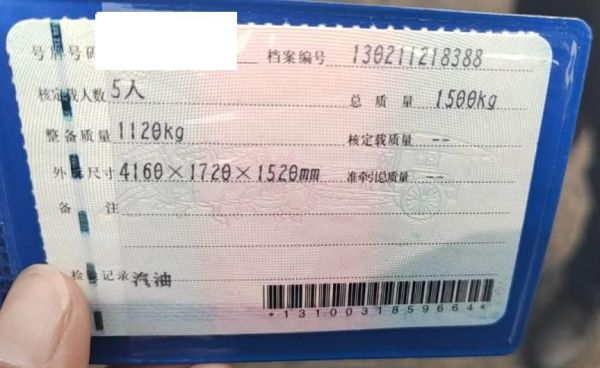 号牌号码 档案编号 130211218388
核定载人数 5人 总质量 1500kg
整备质量 1120kg 核定载质量 --
外廓尺寸 4160×1720×1520mm 准牵引总质量 --
备注
检验记录 汽油
*1310031859664*